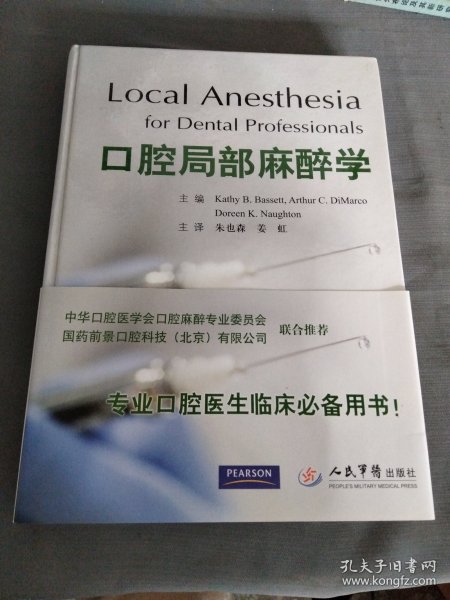 Local Anesthesia
for Dental Professionals
口腔局部麻醉学
主 编 Kathy B. Bassett, Arthur C. DiMarco
Doreen K. Naughton
主 译 朱也森 姜 虹
中华口腔医学会口腔麻醉专业委员会
国药前景口腔科技（北京）有限公司
联合推荐
专业口腔医生临床必备用书！
PEARSON
人民军医出版社
PEOPLE'S MILITARY MEDICAL PRESS
孔夫子旧书网
www.kongfz.com